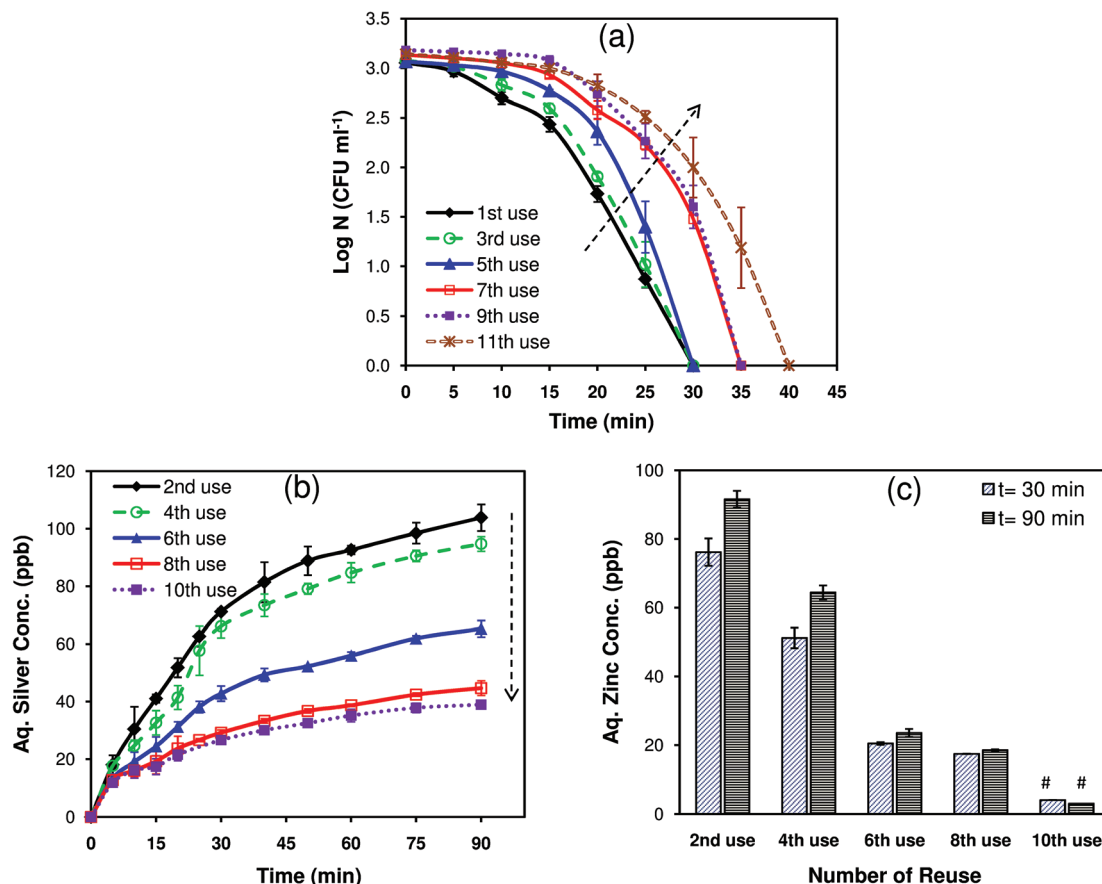 (a)
3.5
3.0
2.5
2.0
1.5
1.0
0.5
0.0
Log N (CFU ml-1)
1st use
3rd use
5th use
7th use
9th use
11th use
0 5 10 15 20 25 30 35 40 45
Time (min)
(b)
120
100
80
60
40
20
0
Aq. Silver Conc. (ppb)
2nd use
4th use
6th use
8th use
10th use
0 15 30 45 60 75 90
Time (min)
(c)
100
80
60
40
20
0
Aq. Zinc Conc. (ppb)
t= 30 min
t= 90 min
# #
2nd use 4th use 6th use 8th use 10th use
Number of Reuse